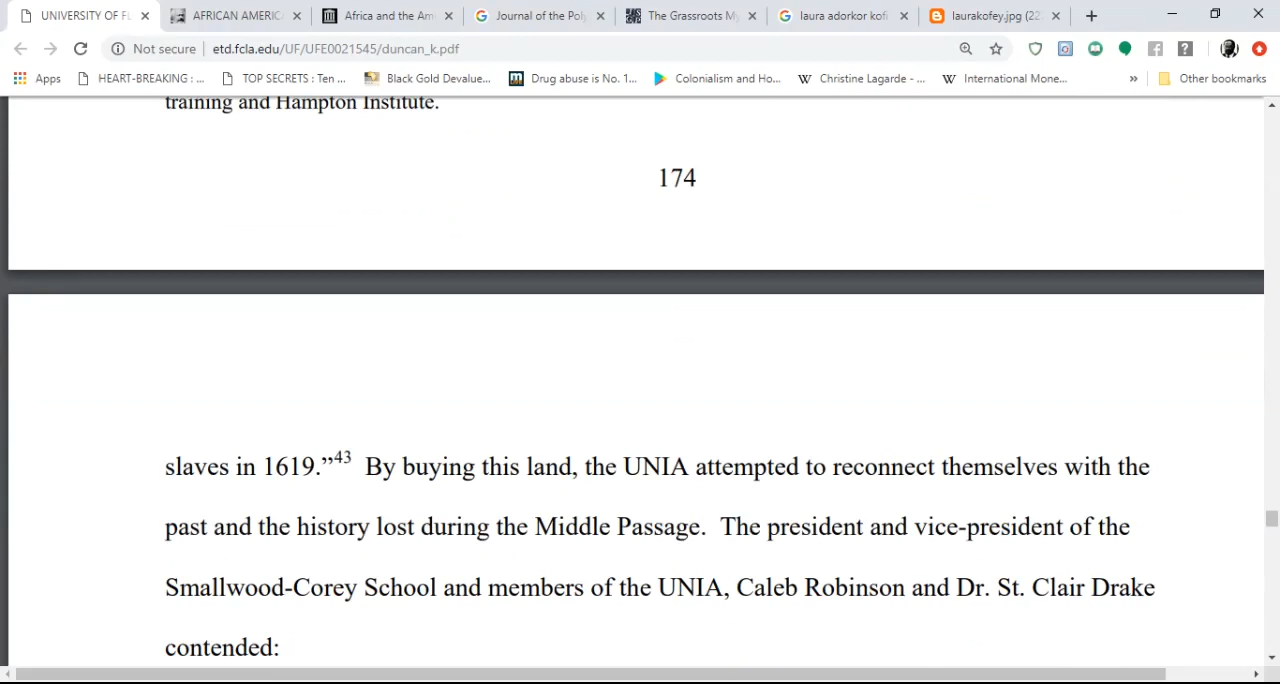 UNIVERSITY OF FL
AFRICAN AMERIC
Africa and the Am
Journal of the Pol
The Grassroots M
laura adorkor kofi
laurakofey.jpg (22
Not secure | etd.fcla.edu/UF/UFE0021545/duncan_k.pdf
Apps
HEART-BREAKING : ...
TOP SECRETS : Ten ...
Black Gold Devalue...
Drug abuse is No. 1...
Colonialism and Ho...
Christine Lagarde - ...
International Mone...
»
Other bookmarks
training and Hampton Institute.
174
slaves in 1619.”43 By buying this land, the UNIA attempted to reconnect themselves with the
past and the history lost during the Middle Passage. The president and vice-president of the
Smallwood-Corey School and members of the UNIA, Caleb Robinson and Dr. St. Clair Drake
contended: